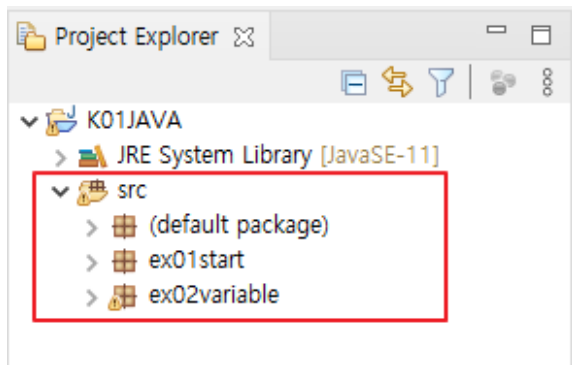 Project Explorer
K01JAVA
JRE System Library [JavaSE-11]
src
(default package)
ex01start
ex02variable